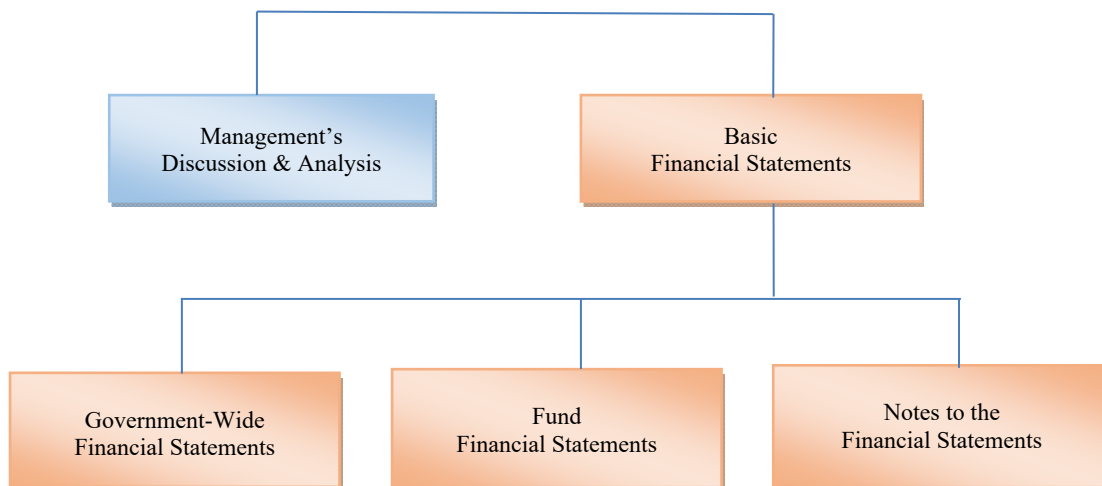 Management’s
Discussion & Analysis
Basic
Financial Statements
Government-Wide
Financial Statements
Fund
Financial Statements
Notes to the
Financial Statements